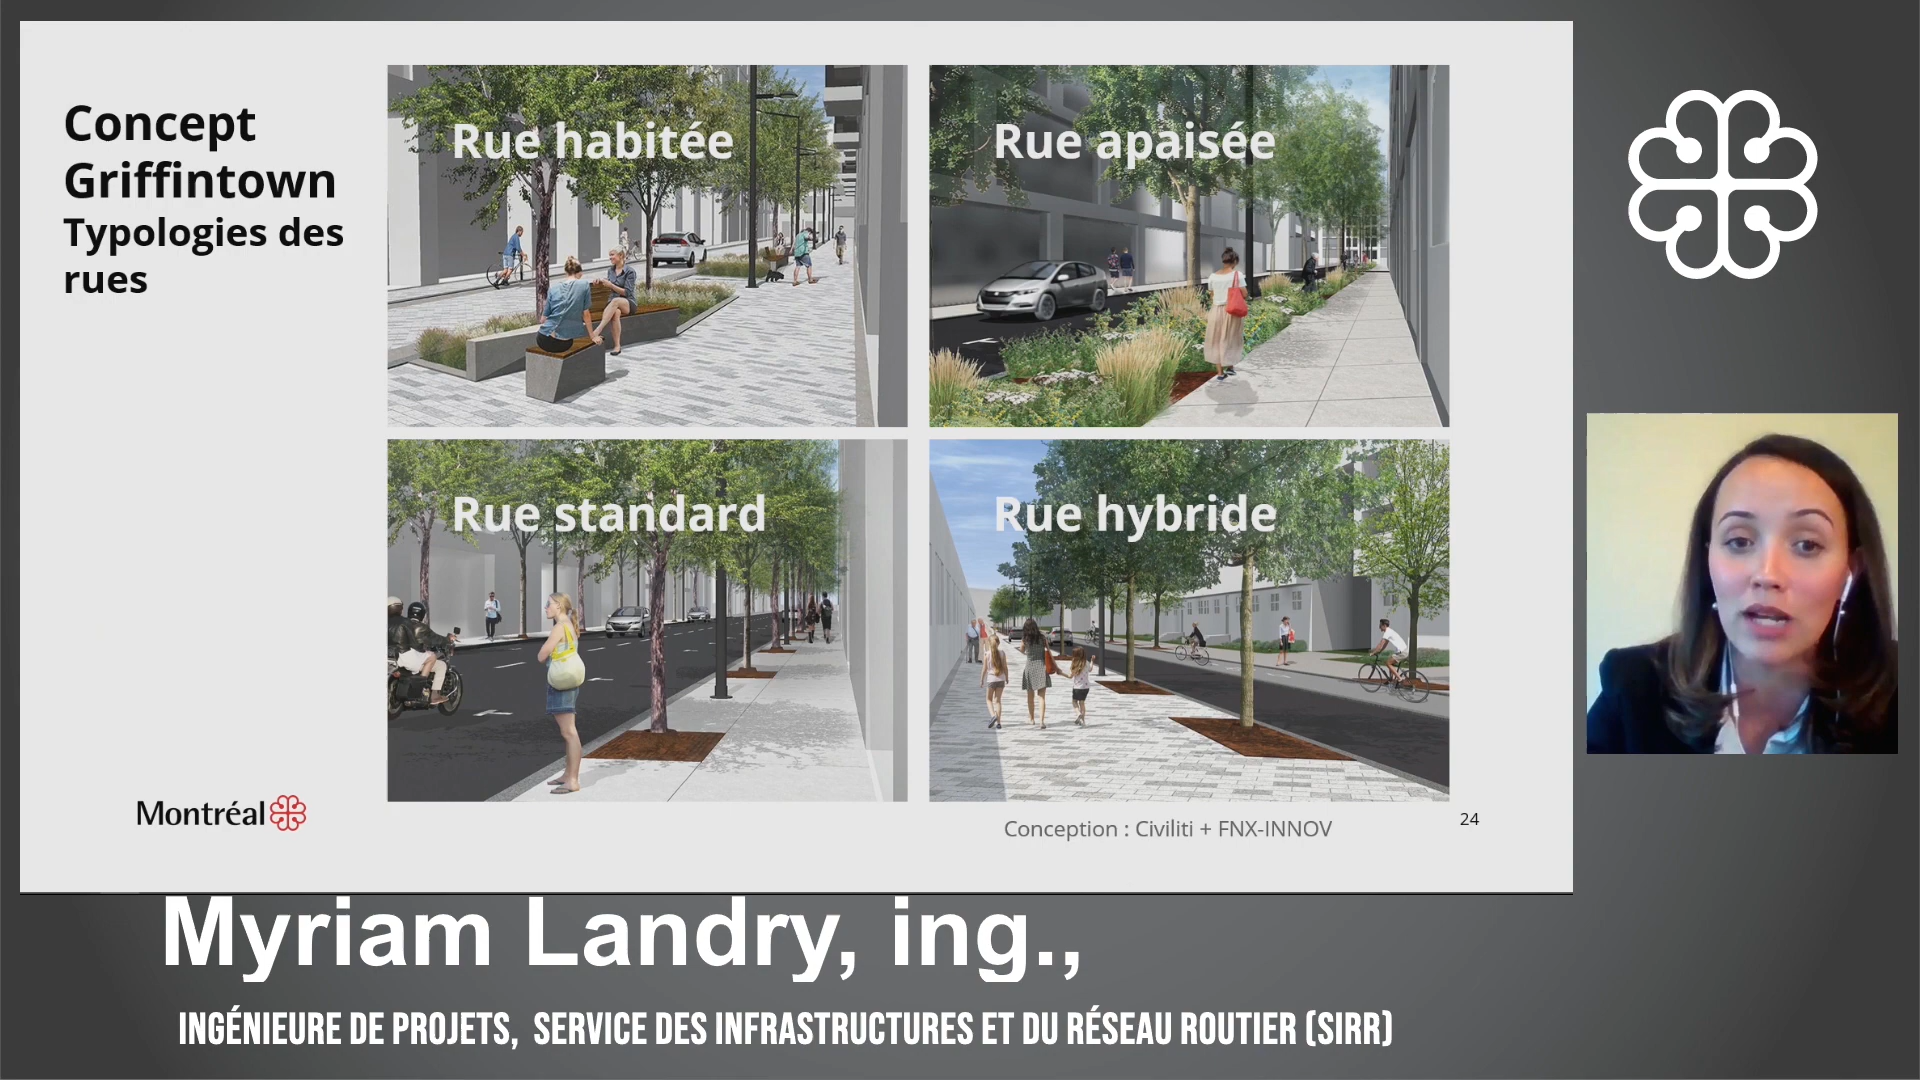 Concept
Griffintown
Typologies des
rues
Rue habitée
Rue apaisée
Rue standard
Rue hybride
Montréal
Conception : Civiliti + FNX-INNOV
24
Myriam Landry, ing.,
INGÉNIEURE DE PROJETS, SERVICE DES INFRASTRUCTURES ET DU RÉSEAU ROUTIER (SIRR)